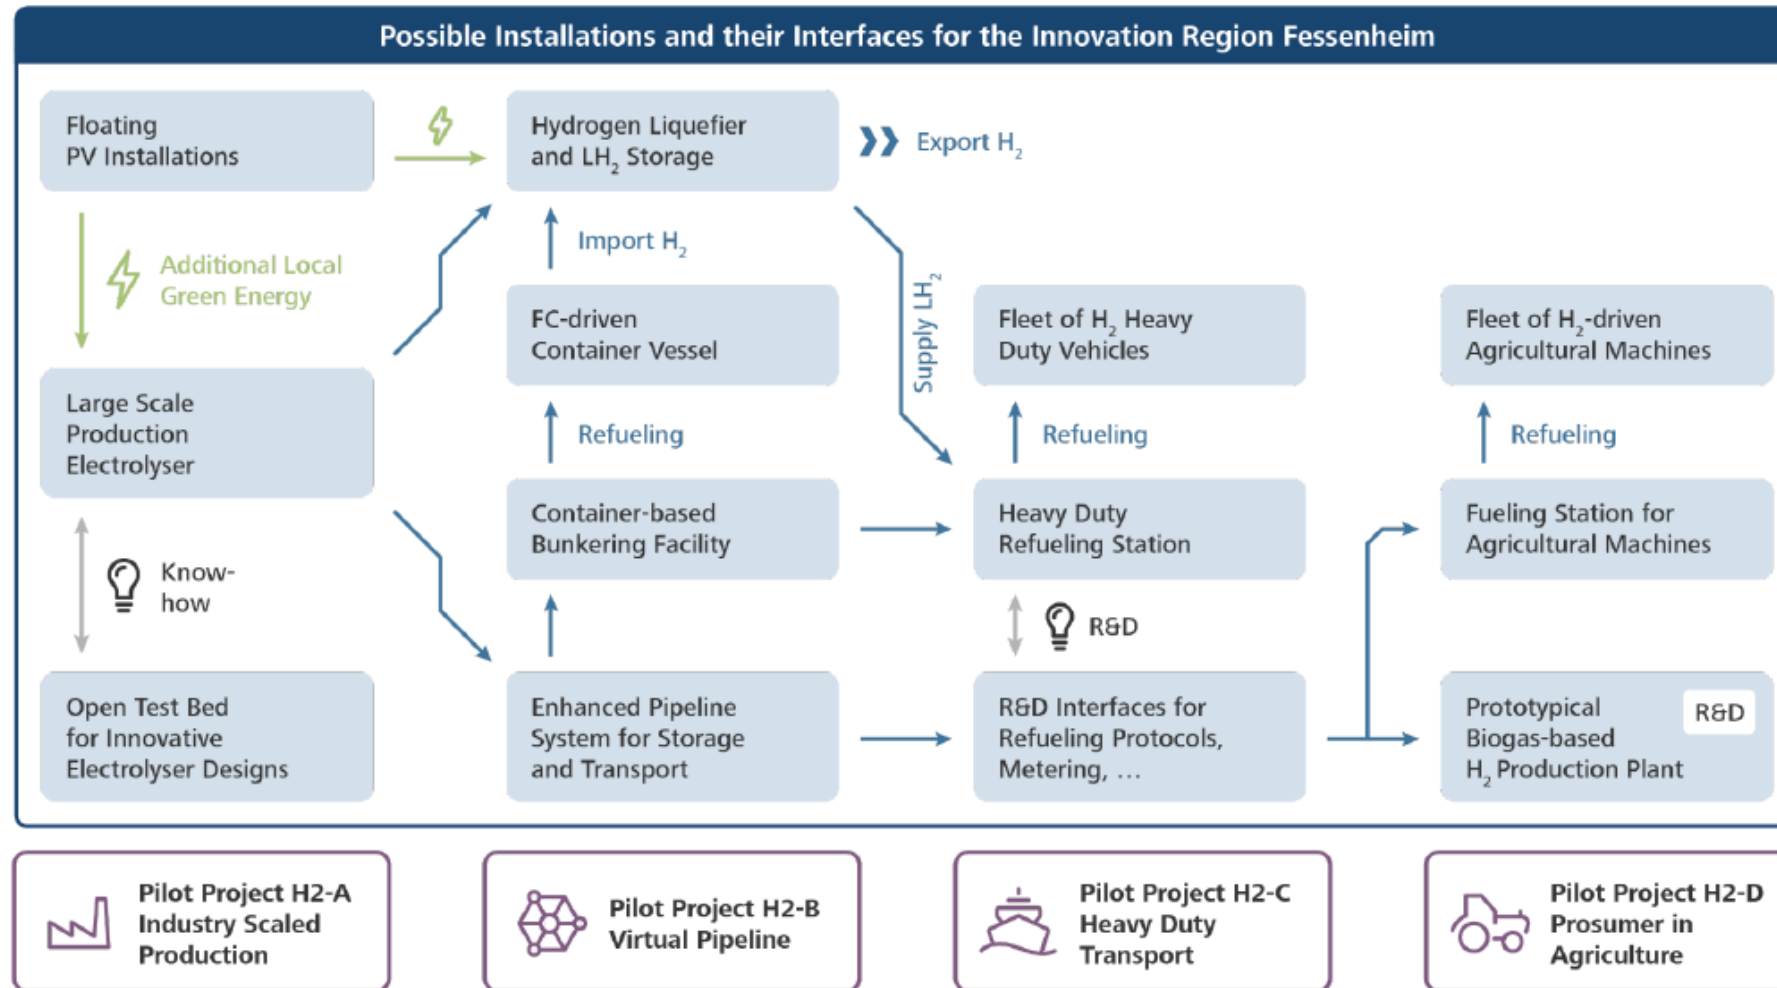 Possible Installations and their Interfaces for the Innovation Region Fessenheim
Floating
PV Installations
Hydrogen Liquefier
and LH₂ Storage
Export H₂
Additional Local
Green Energy
Import H₂
Supply LH₂
FC-driven
Container Vessel
Fleet of H₂ Heavy
Duty Vehicles
Fleet of H₂-driven
Agricultural Machines
Large Scale
Production
Electrolyser
Refueling
Refueling
Refueling
Container-based
Bunkering Facility
Heavy Duty
Refueling Station
Fueling Station for
Agricultural Machines
Know-
how
R&D
Open Test Bed
for Innovative
Electrolyser Designs
Enhanced Pipeline
System for Storage
and Transport
R&D Interfaces for
Refueling Protocols,
Metering, ...
Prototypical
Biogas-based
H₂ Production Plant
R&D
Pilot Project H2-A
Industry Scaled
Production
Pilot Project H2-B
Virtual Pipeline
Pilot Project H2-C
Heavy Duty
Transport
Pilot Project H2-D
Prosumer in
Agriculture